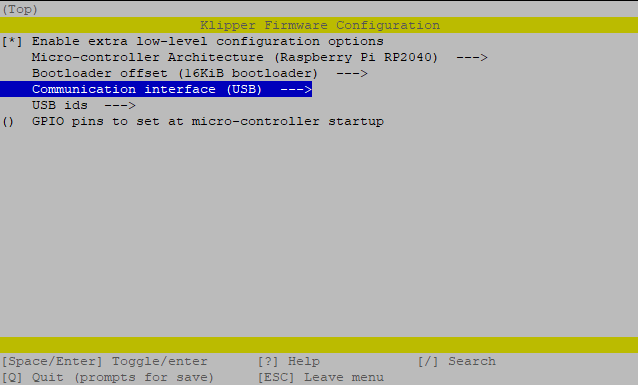 (Top)
Klipper Firmware Configuration
[*] Enable extra low-level configuration options
Micro-controller Architecture (Raspberry Pi RP2040)  --->
Bootloader offset (16KiB bootloader)  --->
Communication interface (USB)  --->
USB ids  --->
()  GPIO pins to set at micro-controller startup
[Space/Enter] Toggle/enter [?] Help [/] Search
[Q] Quit (prompts for save) [ESC] Leave menu